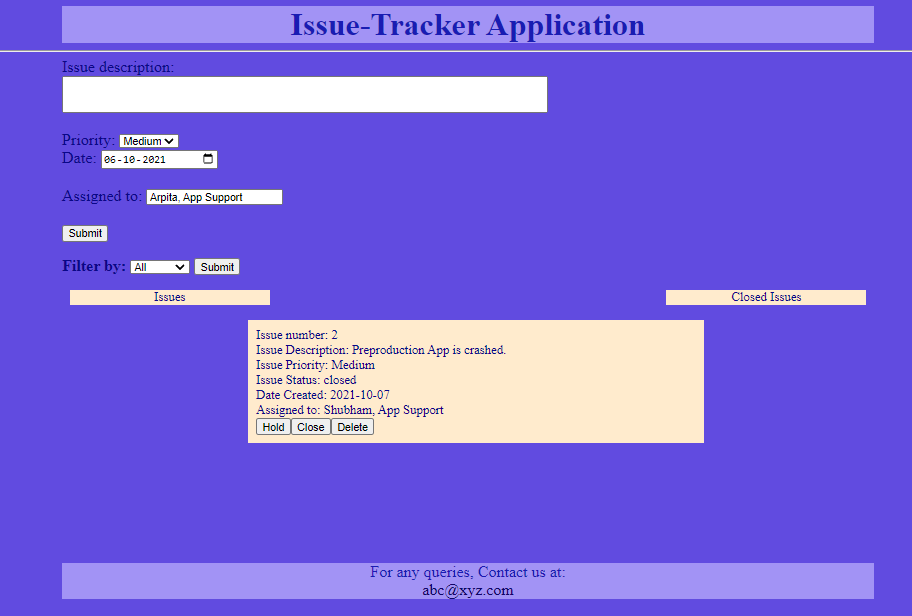 Issue-Tracker Application
Issue description:
Priority: Medium
Date: 06-10-2021
Assigned to: Arpita, App Support
Submit
Filter by: All Submit
Issues Closed Issues
Issue number: 2
Issue Description: Preproduction App is crashed.
Issue Priority: Medium
Issue Status: closed
Date Created: 2021-10-07
Assigned to: Shubham, App Support
Hold Close Delete
For any queries, Contact us at:
abc@xyz.com